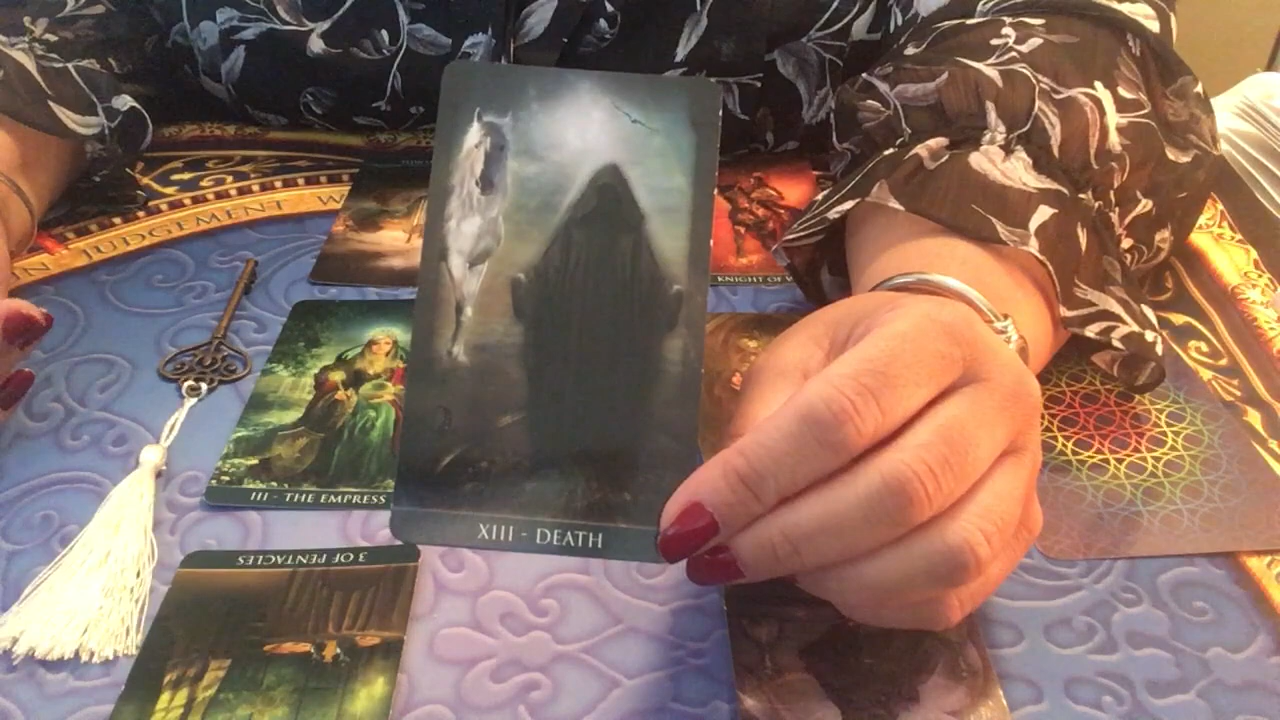 N JUDGEMENT W
KNIGHT OF W
III - THE EMPRESS
XIII - DEATH
3 OF PENTACLES